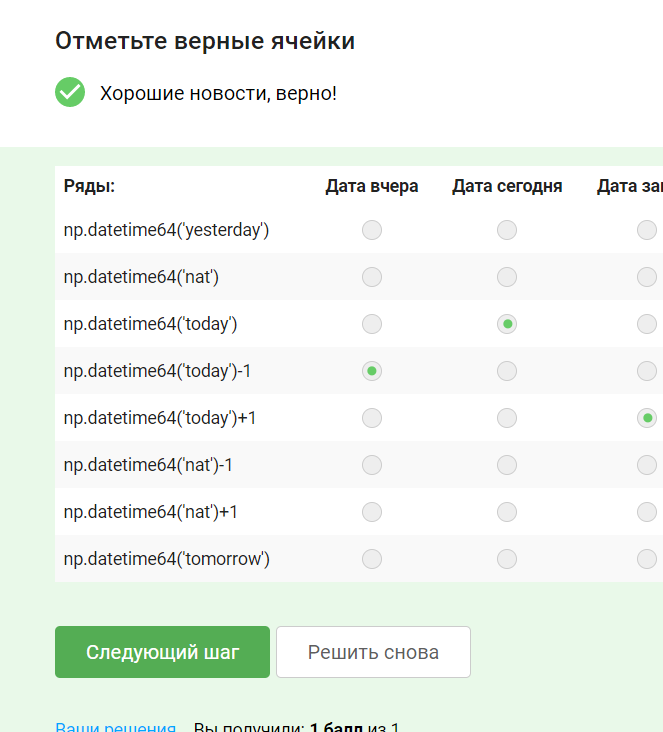 Отметьте верные ячейки
Хорошие новости, верно!
Ряды: Дата вчера Дата сегодня Дата
np.datetime64('yesterday')
np.datetime64('nat')
np.datetime64('today')
np.datetime64('today')-1
np.datetime64('today')+1
np.datetime64('nat')-1
np.datetime64('nat')+1
np.datetime64('tomorrow')
Следующий шаг Решить снова
Ваши решения Вы получили: 1 балл из 1